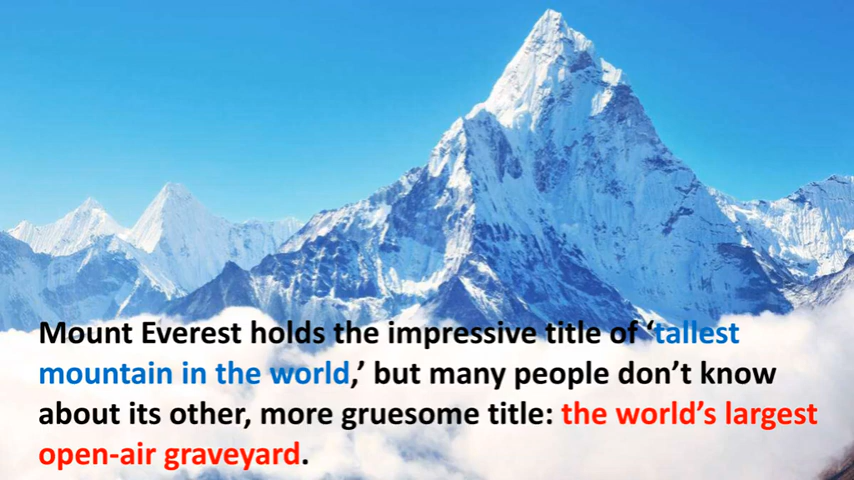 Mount Everest holds the impressive title of ‘tallest
mountain in the world,’ but many people don’t know
about its other, more gruesome title: the world’s largest
open-air graveyard.